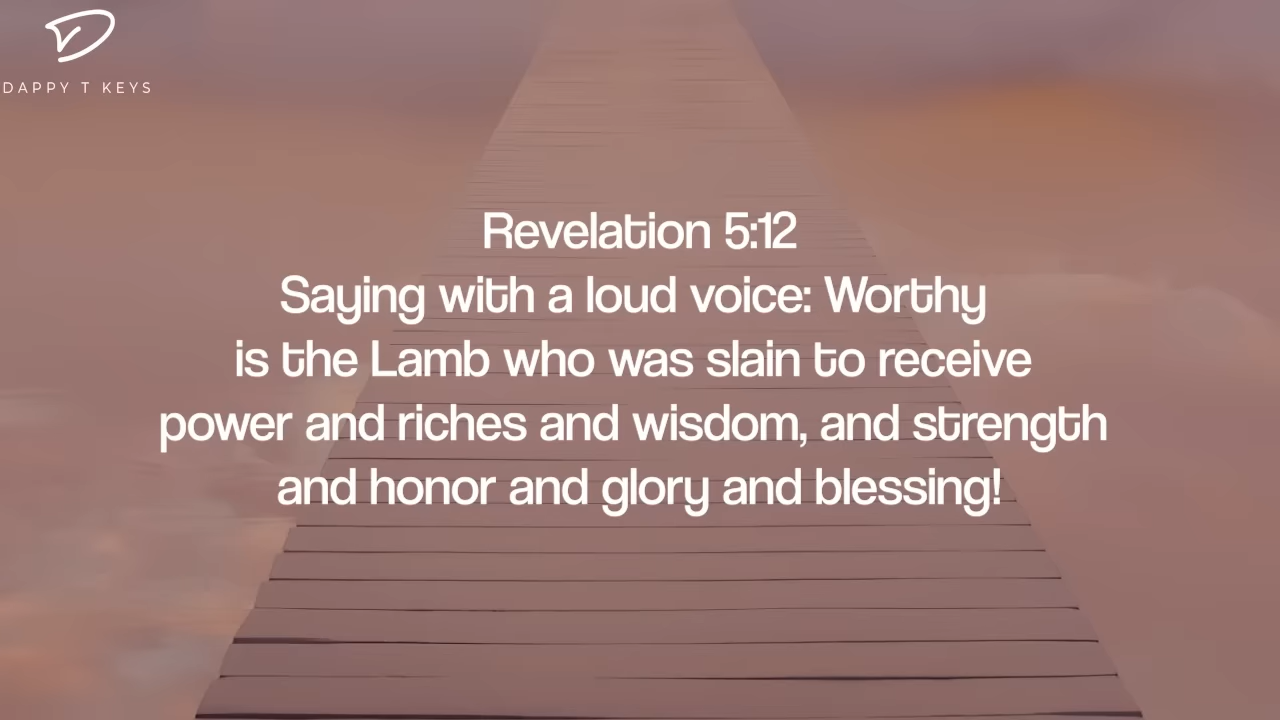 DAPPY T KEYS
Revelation 5:12
Saying with a loud voice: Worthy
is the Lamb who was slain to receive
power and riches and wisdom, and strength
and honor and glory and blessing!